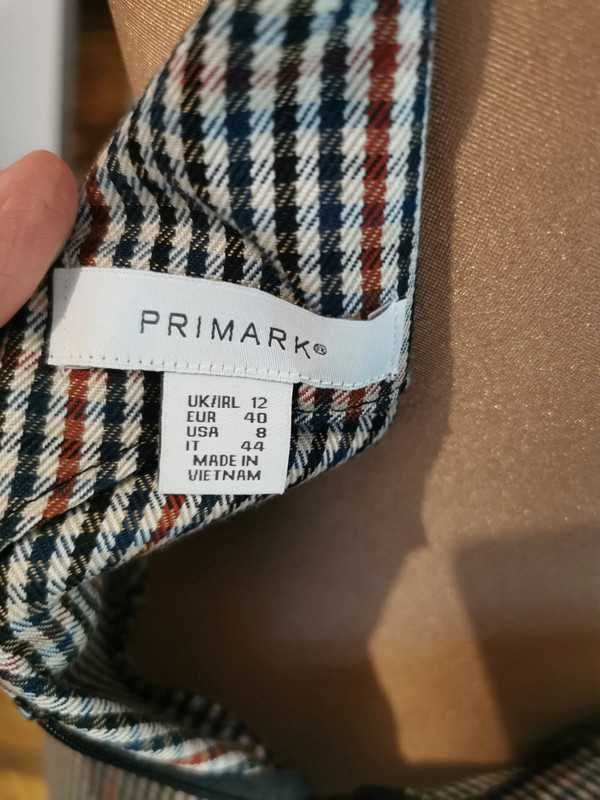 PRIMARK®
UK/IRL 12
EUR 40
USA 8
IT 44
MADE IN
VIETNAM